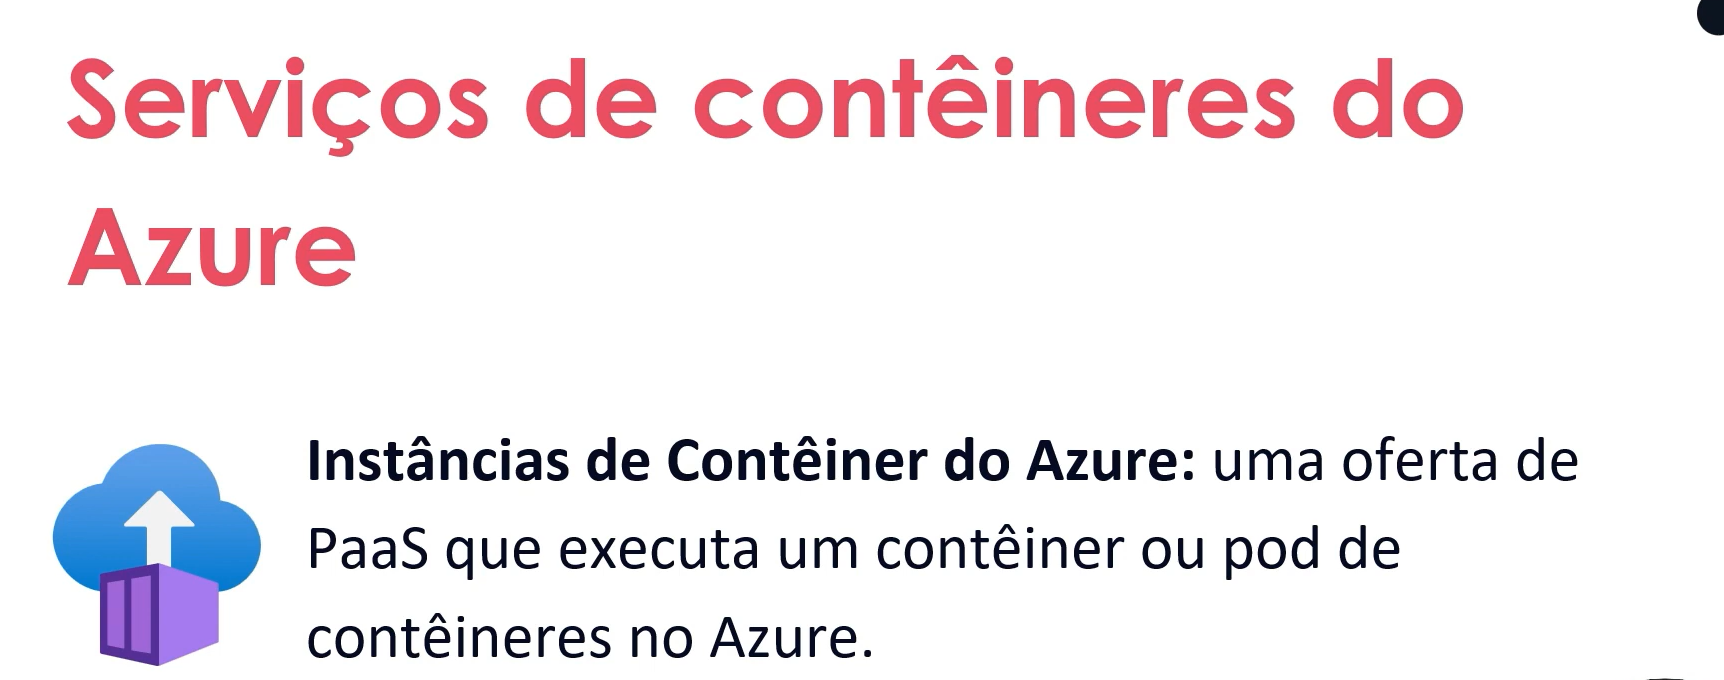 Serviços de contêineres do
Azure
Instâncias de Contêiner do Azure: uma oferta de
PaaS que executa um contêiner ou pod de
contêineres no Azure.